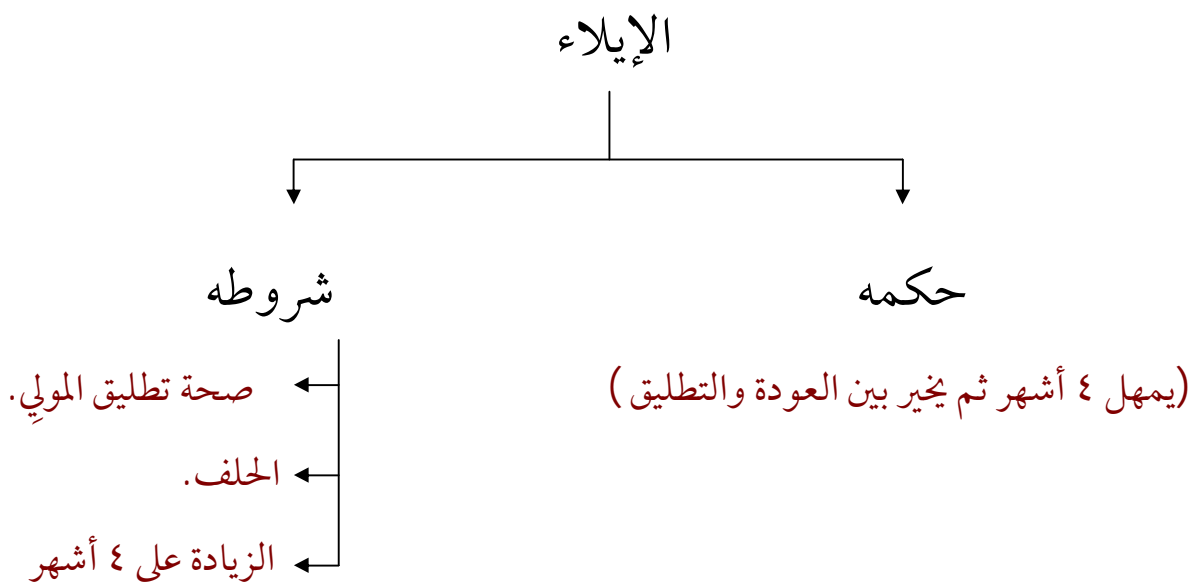 الإيلاء
حكمه
(يمهل ٤ أشهر ثم يخير بين العودة والتطليق )
شروطه
صحة تطليق المولِي.
الحلف.
الزيادة على ٤ أشهر